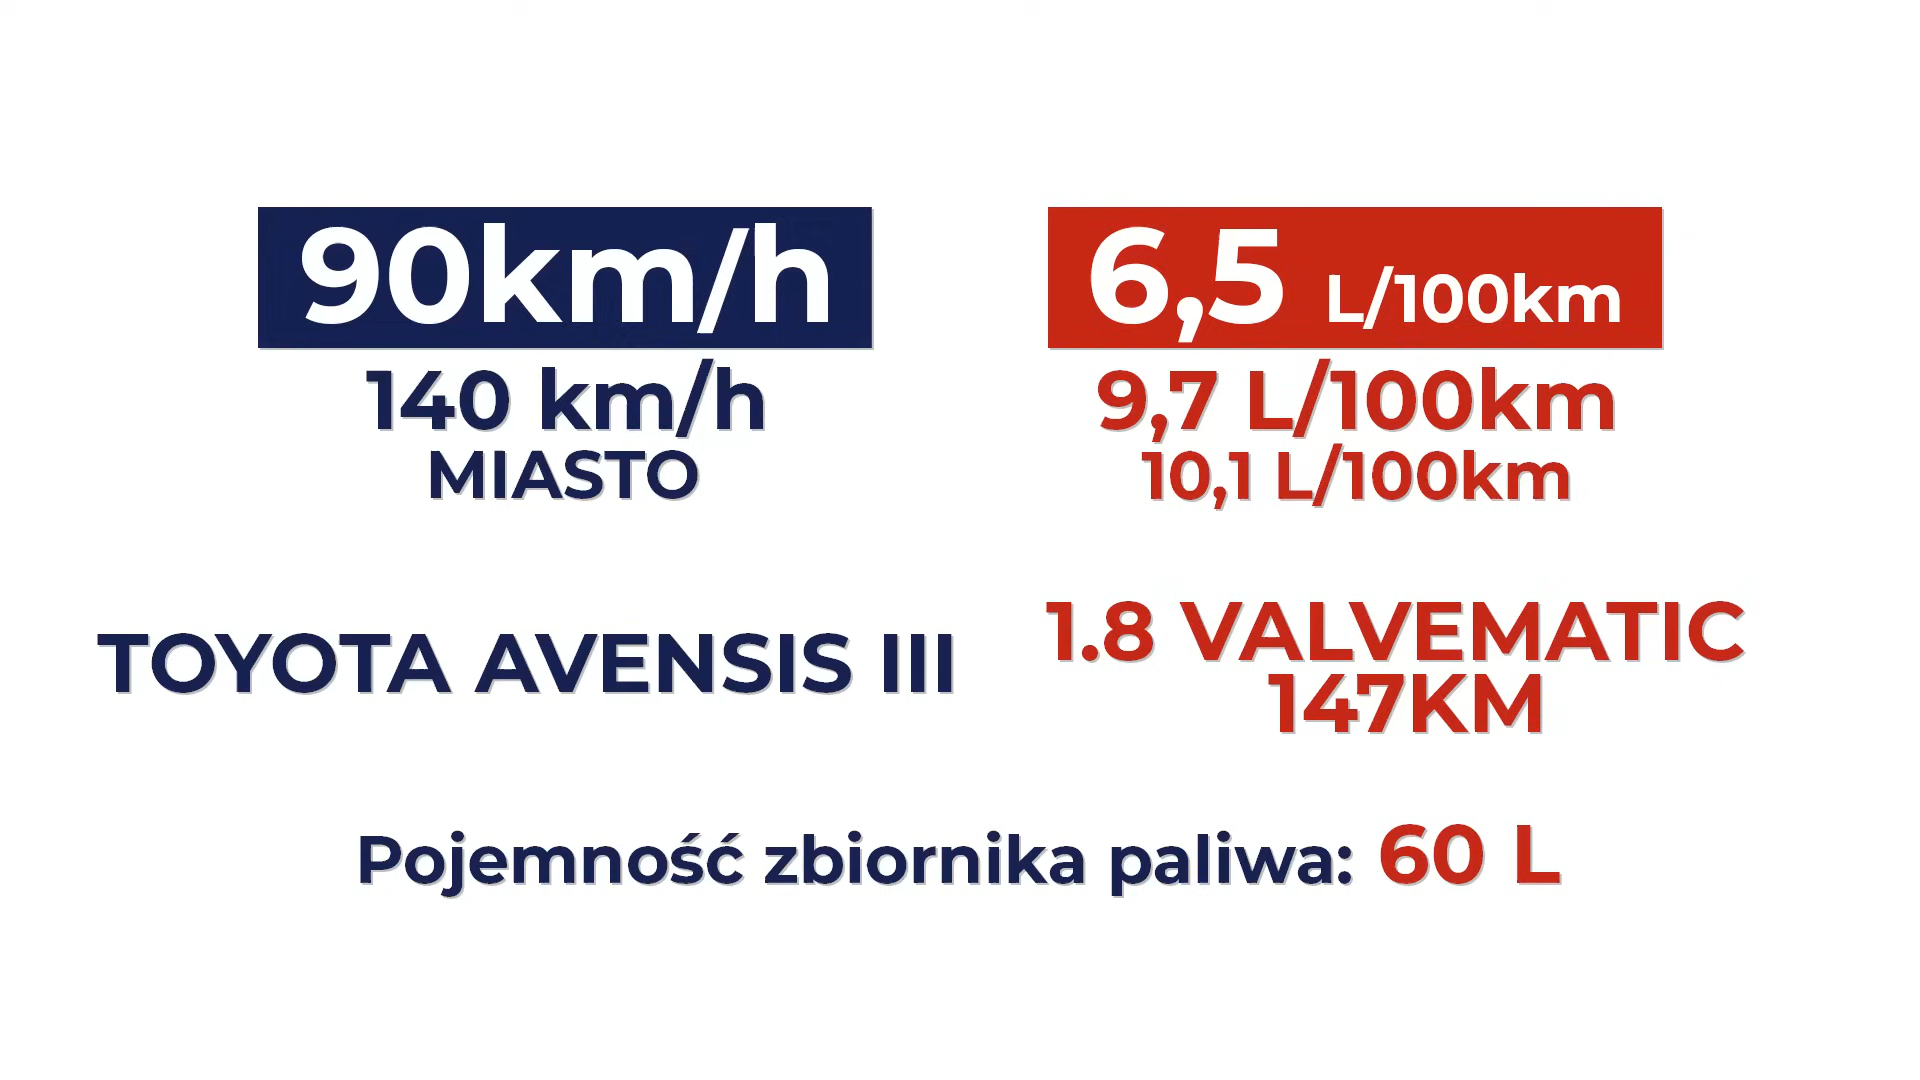 90km/h 6,5 L/100km
140 km/h 9,7 L/100km
MIASTO 10,1 L/100km
TOYOTA AVENSIS III
1.8 VALVEMATIC
147KM
Pojemność zbiornika paliwa: 60 L